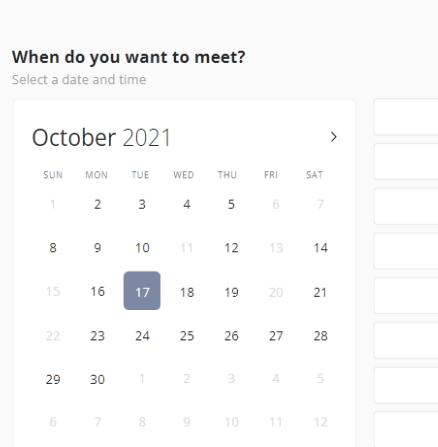 When do you want to meet?
Select a date and time
October 2021
SUN MON TUE WED THU FRI SAT
1 2 3 4 5 6 7
8 9 10 11 12 13 14
15 16 17 18 19 20 21
22 23 24 25 26 27 28
29 30 1 2 3 4 5
6 7 8 9 10 11 12